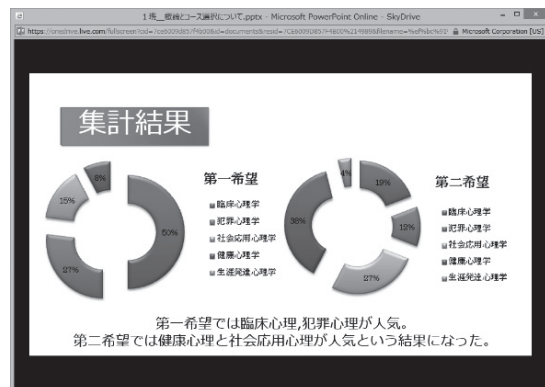 1 班__戦績とコース選択について.pptx - Microsoft PowerPoint Online - SkyDrive
Microsoft Corporation [US]
集計結果
第一希望
8%
15%
27%
50%
臨床心理学
犯罪心理学
社会応用心理学
健康心理学
生涯発達心理学
第二希望
4%
19%
12%
27%
38%
臨床心理学
犯罪心理学
社会応用心理学
健康心理学
生涯発達心理学
第一希望では臨床心理,犯罪心理が人気。
第二希望では健康心理と社会応用心理が人気という結果になった。